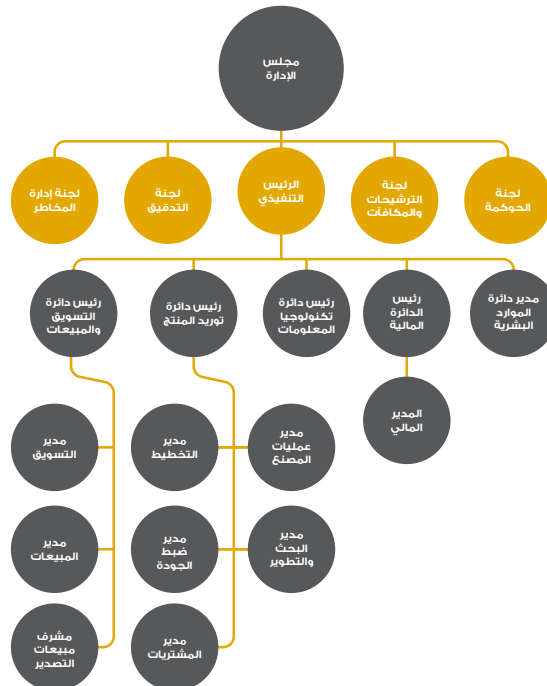 مجلس
الإدارة
لجنة
الحوكمة
لجنة
الترشيحات
والمكافآت
الرئيس
التنفيذي
لجنة
التدقيق
لجنة إدارة
المخاطر
مدير دائرة
الموارد
البشرية
رئيس
الدائرة
المالية
رئيس دائرة
تكنولوجيا
المعلومات
رئيس دائرة
توريد المنتج
رئيس دائرة
التسويق
والمبيعات
المدير
المالي
مدير
عمليات
المصنع
مدير
التخطيط
مدير
التسويق
مدير
البحث
والتطوير
مدير
ضبط
الجودة
مدير
المبيعات
مدير
المشتريات
مشرف
مبيعات
التصدير